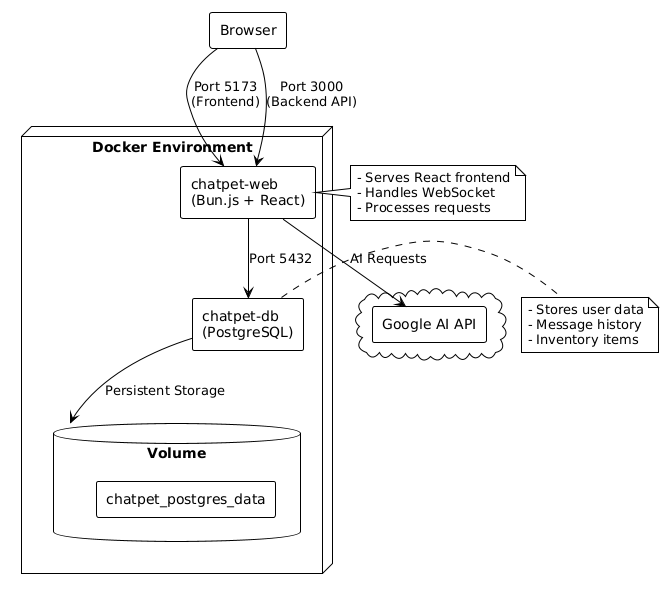 Browser
Port 5173
(Frontend)
Port 3000
(Backend API)
Docker Environment
chatpet-web
(Bun.js + React)
- Serves React frontend
- Handles WebSocket
- Processes requests
Port 5432
AI Requests
chatpet-db
(PostgreSQL)
Google AI API
- Stores user data
- Message history
- Inventory items
Persistent Storage
Volume
chatpet_postgres_data